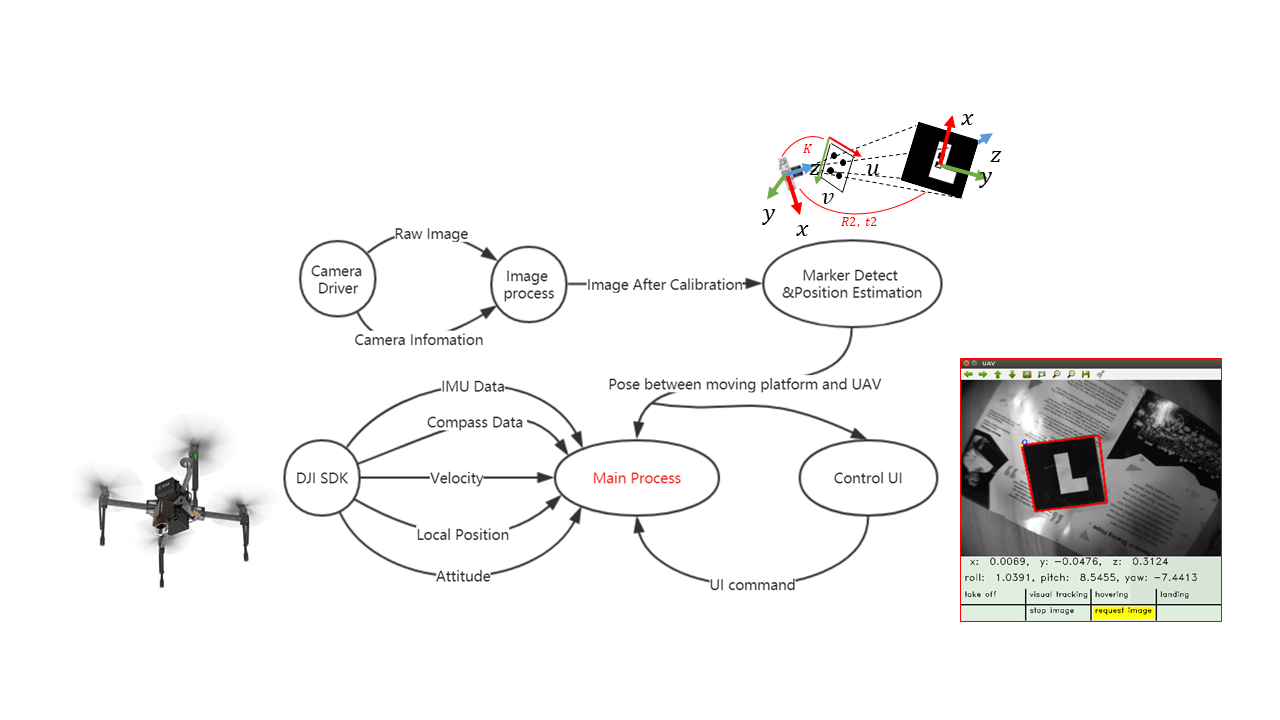 x
K
z
z
u
y
v
y
R2, t2
x
Raw Image
Camera
Driver
Image
process
Image After Calibration
Marker Detect
&Position Estimation
Camera Infomation
UAV
IMU Data
Pose between moving platform and UAV
Compass Data
DJI SDK
Velocity
Main Process
Control UI
L
Local Position
Attitude
UI command
x: 0.0069, y: -0.0476, z: 0.3124
roll: 1.0391, pitch: 8.5455, yaw: -7.4413
take off
visual tracking
hovering
landing
stop image
request image